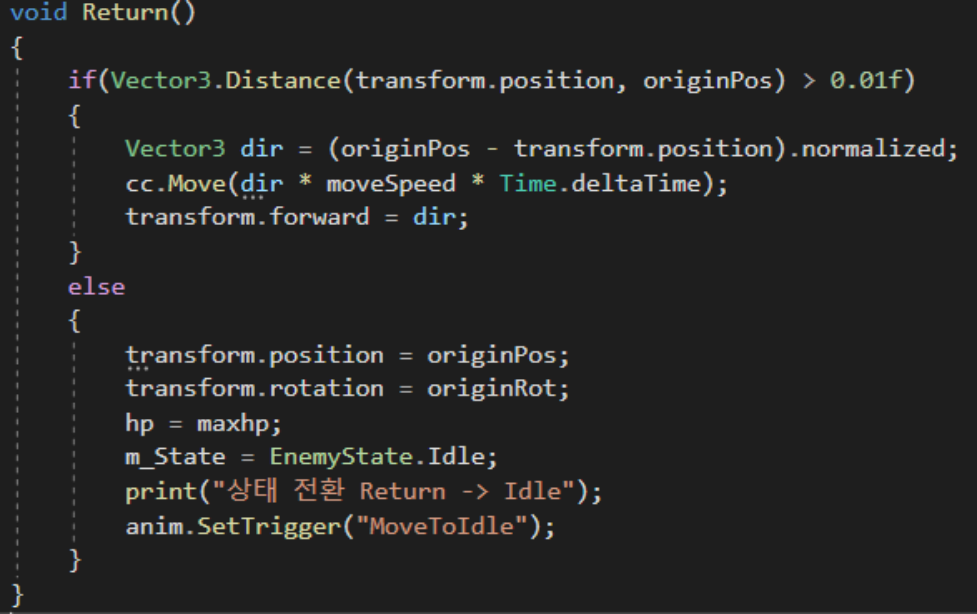 void Return()
{
if(Vector3.Distance(transform.position, originPos) > 0.01f)
{
Vector3 dir = (originPos - transform.position).normalized;
cc.Move(dir * moveSpeed * Time.deltaTime);
transform.forward = dir;
}
else
{
transform.position = originPos;
transform.rotation = originRot;
hp = maxhp;
m_State = EnemyState.Idle;
print("상태 전환 Return -> Idle");
anim.SetTrigger("MoveToIdle");
}
}